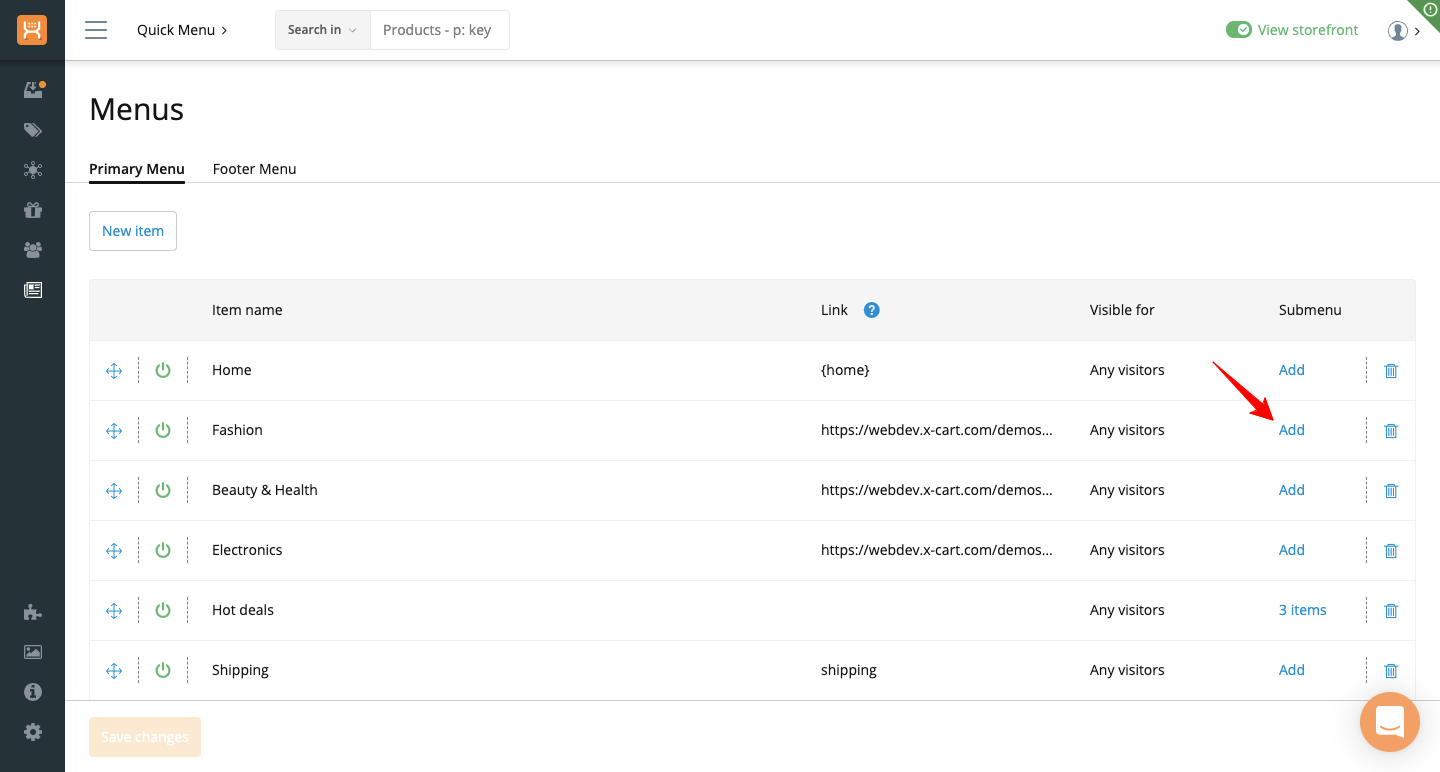 Quick Menu
Search in
Products - p: key
View storefront
Menus
Primary Menu
Footer Menu
New item
Item name Link ? Visible for Submenu
Home {home} Any visitors Add
Fashion https://webdev.x-cart.com/demos... Any visitors Add
Beauty & Health https://webdev.x-cart.com/demos... Any visitors Add
Electronics https://webdev.x-cart.com/demos... Any visitors Add
Hot deals Any visitors 3 items
Shipping shipping Any visitors Add
Save changes